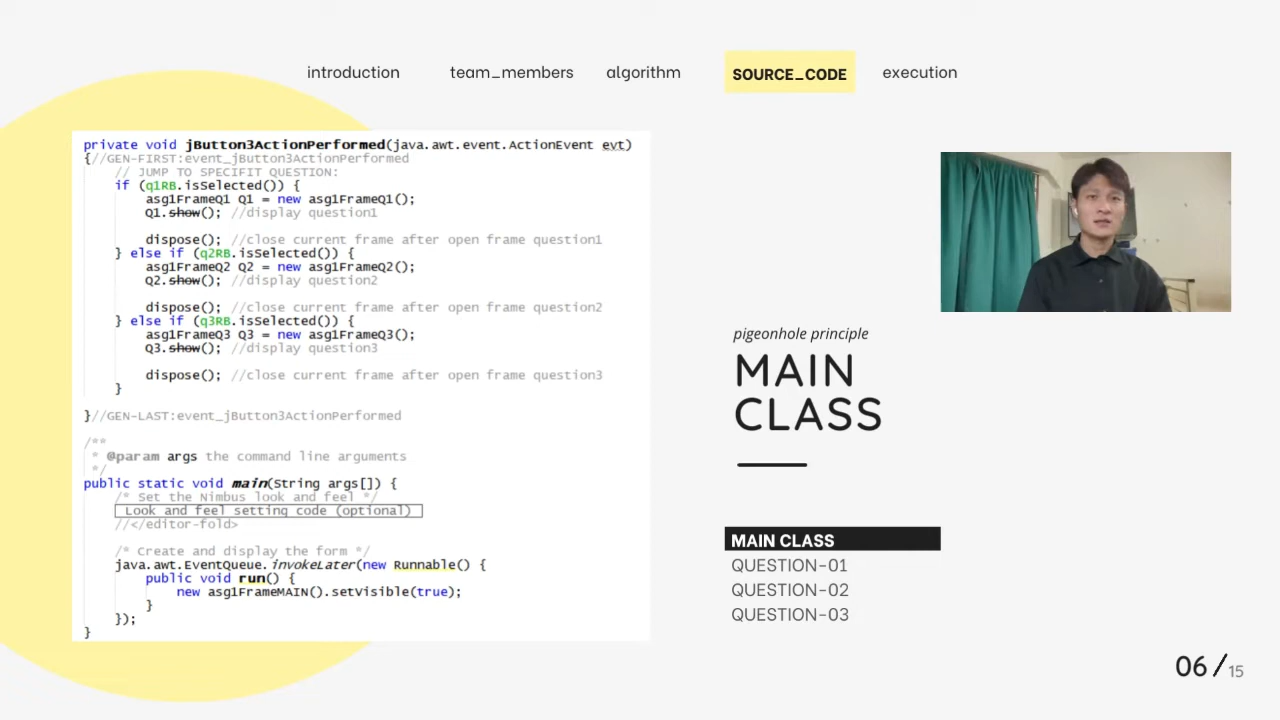 introduction team_members algorithm SOURCE_CODE execution
private void jButton3ActionPerformed(java.awt.event.ActionEvent evt)
{//GEN-FIRST:event_jButton3ActionPerformed
// JUMP TO SPECIFIT QUESTION:
if (q1RB.isSelected()) {
asg1FrameQ1 Q1 = new asg1FrameQ1();
Q1.show(); //display question1
dispose(); //close current frame after open frame question1
} else if (q2RB.isSelected()) {
asg1FrameQ2 Q2 = new asg1FrameQ2();
Q2.show(); //display question2
dispose(); //close current frame after open frame question2
} else if (q3RB.isSelected()) {
asg1FrameQ3 Q3 = new asg1FrameQ3();
Q3.show(); //display question3
dispose(); //close current frame after open frame question3
}
}//GEN-LAST:event_jButton3ActionPerformed
/**
* @param args the command line arguments
*/
public static void main(String args[]) {
/* Set the Nimbus look and feel */
Look and feel setting code (optional)
//</editor-fold>
/* Create and display the form */
java.awt.EventQueue.invokeLater(new Runnable() {
public void run() {
new asg1FrameMAIN().setVisible(true);
}
});
}
pigeonhole principle
MAIN
CLASS
MAIN CLASS
QUESTION-01
QUESTION-02
QUESTION-03
06 / 15